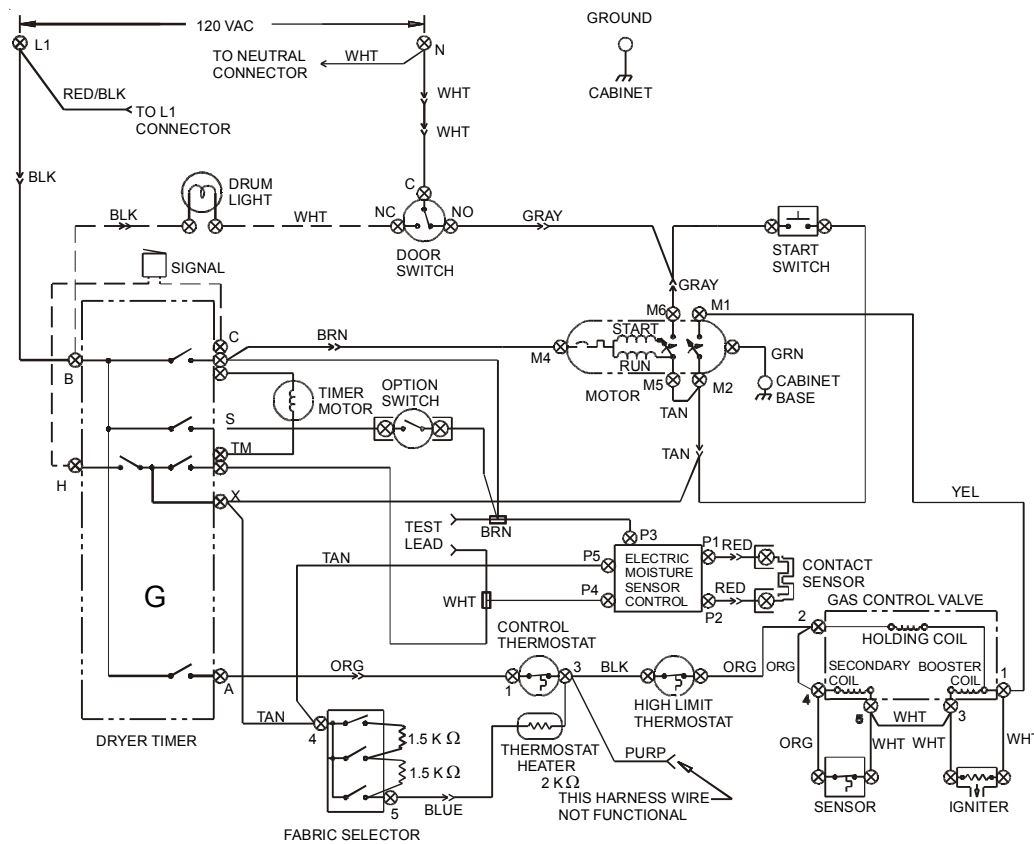 120 VAC
GROUND
L1
TO NEUTRAL
CONNECTOR
WHT
N
RED/BLK
TO L1
CONNECTOR
WHT
CABINET
WHT
BLK
DRUM
LIGHT
C
BLK
WHT
NC
NO
GRAY
DOOR
SWITCH
START
SWITCH
SIGNAL
GRAY
M6
M1
C
BRN
START
M4
RUN
GRN
B
M5
M2
MOTOR
CABINET
BASE
TIMER
MOTOR
OPTION
SWITCH
TAN
S
TM
TAN
H
X
YEL
TEST
LEAD
BRN
P3
TAN
P5
ELECTRIC
MOISTURE
SENSOR
CONTROL
P1
RED
CONTACT
SENSOR
G
WHT
P4
RED
P2
GAS CONTROL VALVE
CONTROL
THERMOSTAT
2
HOLDING COIL
ORG
3
BLK
ORG
ORG
SECONDARY
COIL
BOOSTER
COIL
1
A
1
4
HIGH LIMIT
THERMOSTAT
TAN
4
5
WHT
3
DRYER TIMER
1.5 K Ω
THERMOSTAT
HEATER
2 K Ω
PURP
ORG
WHT
WHT
WHT
1.5 K Ω
5
BLUE
THIS HARNESS WIRE
NOT FUNCTIONAL
SENSOR
IGNITER
FABRIC SELECTOR